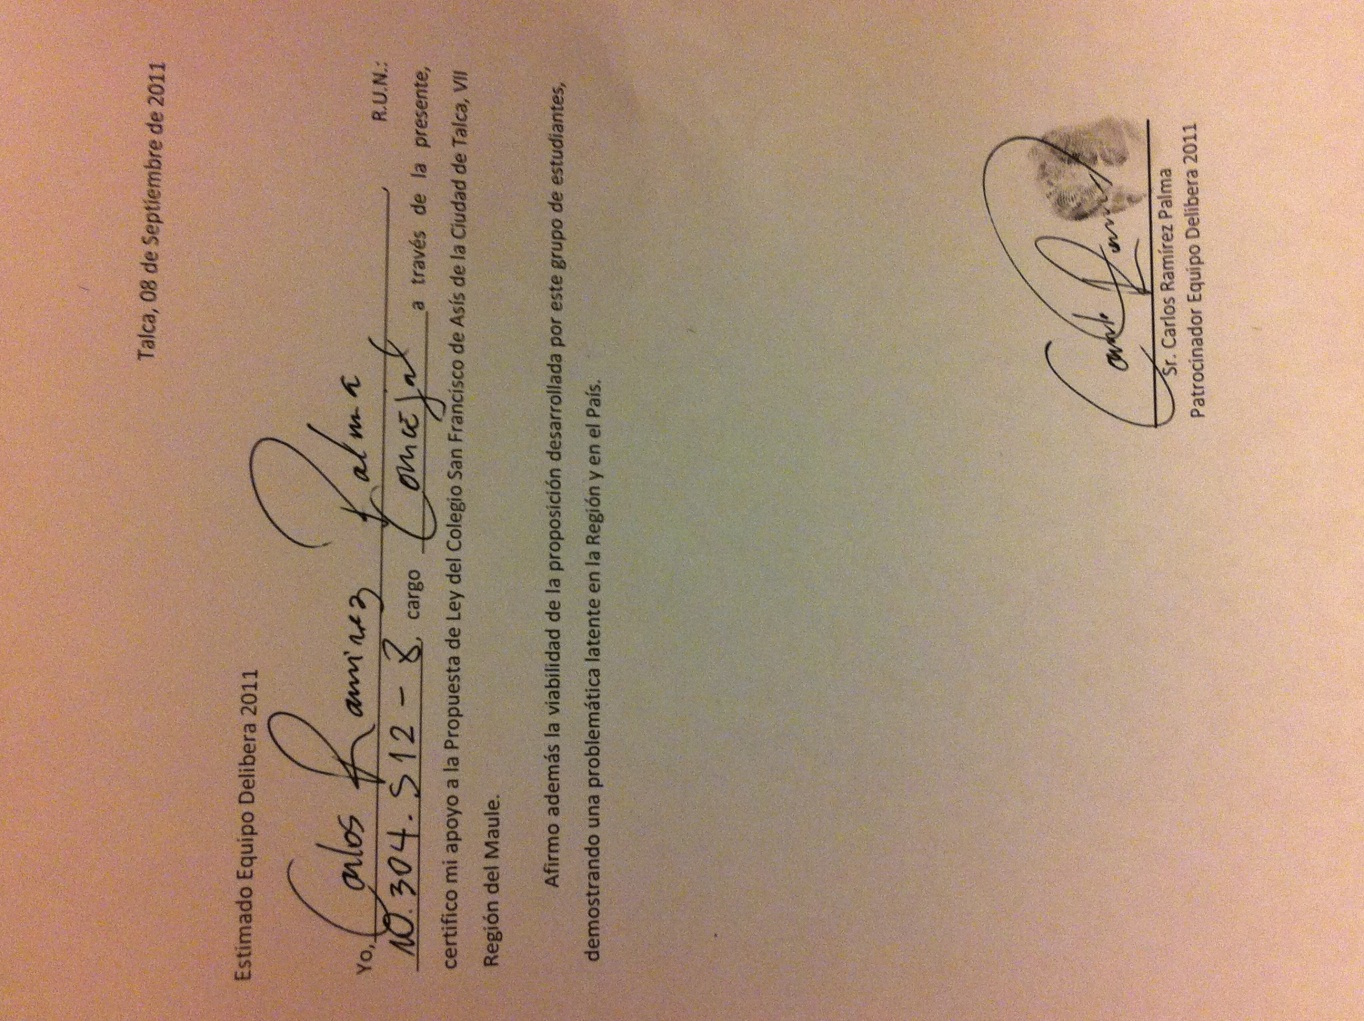 Talca, 08 de Septiembre de 2011
Estimado Equipo Delibera 2011
Yo, Carlos Ramirez Palma, R.U.N.:
10.304.512-8, cargo Concejal a través de la presente,
certifico mi apoyo a la Propuesta de Ley del Colegio San Francisco de Asís de la Ciudad de Talca, VII
Región del Maule.
Afirmo además la viabilidad de la proposición desarrollada por este grupo de estudiantes,
demostrando una problemática latente en la Región y en el País.
Carlos Ramirez
Sr. Carlos Ramírez Palma
Patrocinador Equipo Delibera 2011